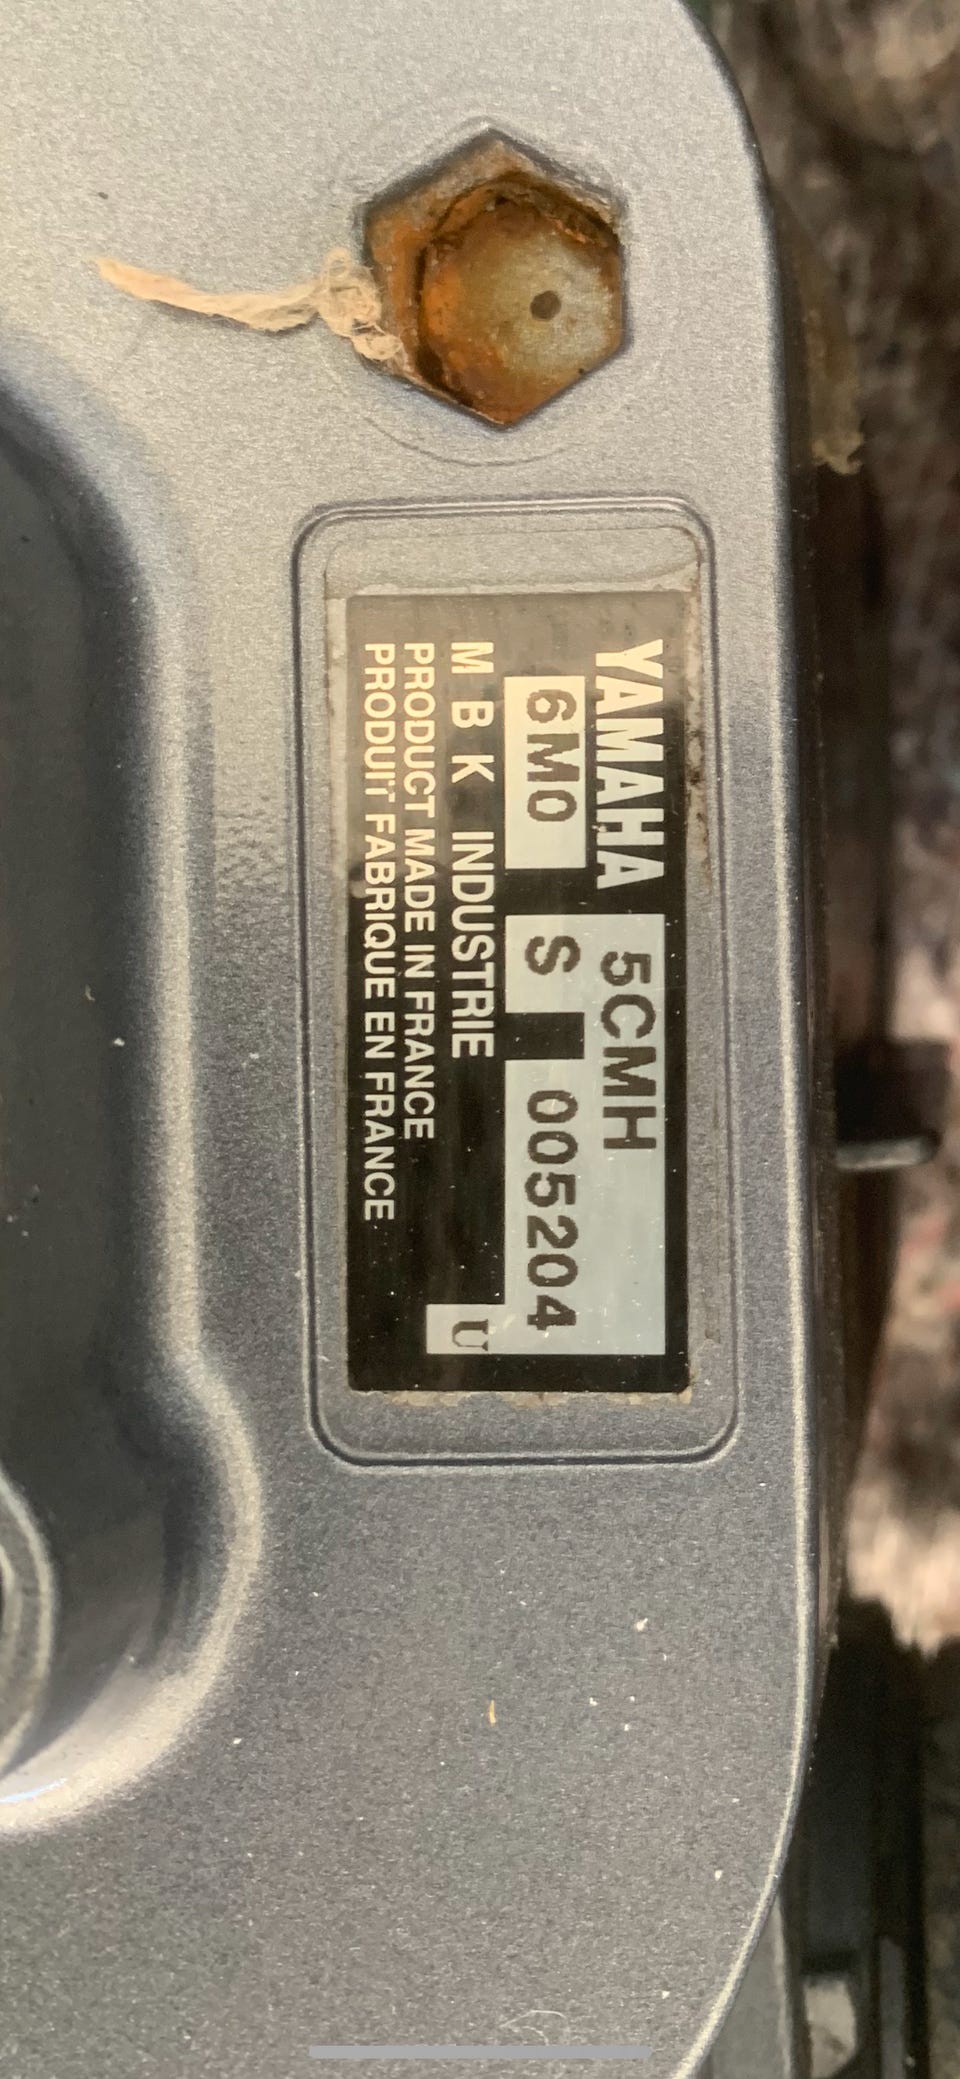 YAMAHA 5CMH
6M0 S 005204
M B K INDUSTRIE U
PRODUCT MADE IN FRANCE
PRODUIT FABRIQUE EN FRANCE